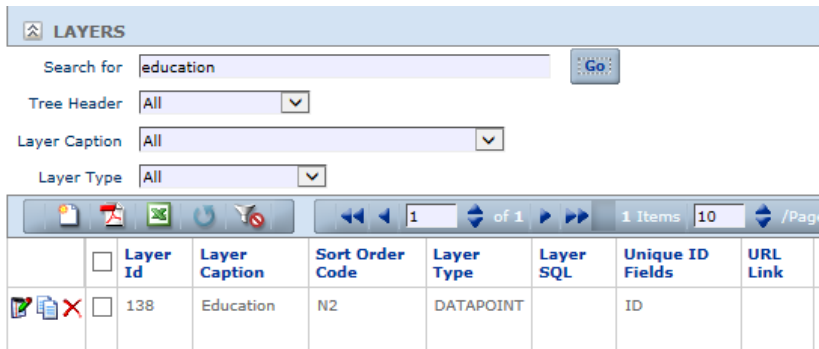 LAYERS
Search for education Go
Tree Header All
Layer Caption All
Layer Type All
1 of 1 1 Items 10 /Page
Layer Id Layer Caption Sort Order Code Layer Type Layer SQL Unique ID Fields URL Link
138 Education N2 DATAPOINT ID